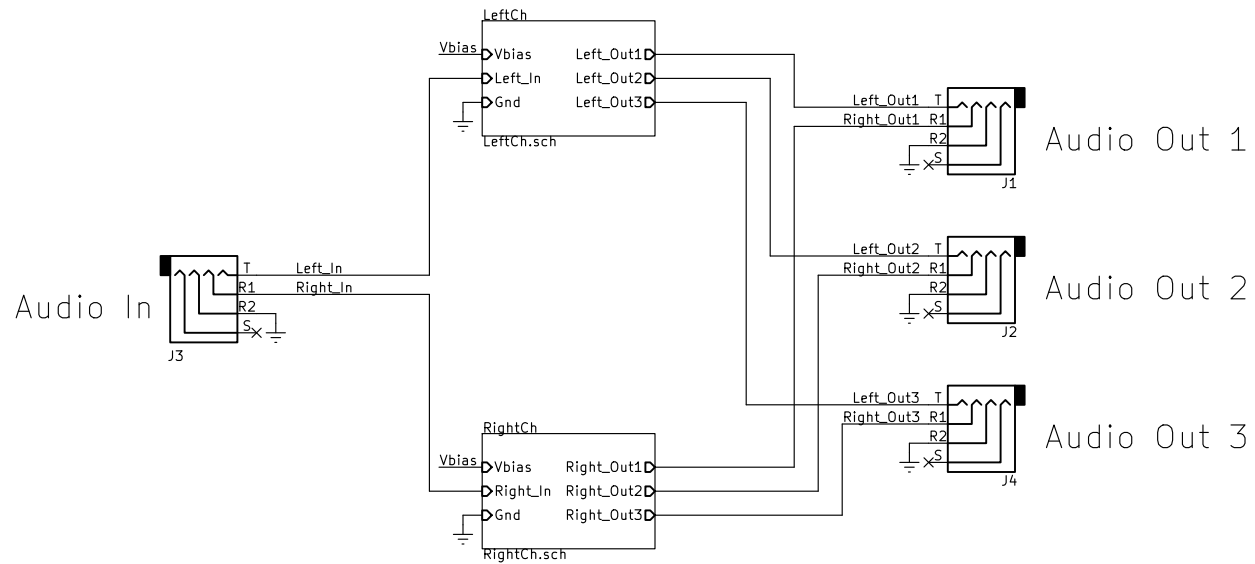 LeftCh
Vbias
Vbias
Left_Out1
Left_In
Left_Out2
Gnd
Left_Out3
LeftCh.sch
Left_Out1 T
Right_Out1 R1
R2
S
J1
Audio Out 1
Left_Out2 T
Right_Out2 R1
R2
S
J2
Audio Out 2
Audio In
T Left_In
R1 Right_In
R2
S
J3
Left_Out3 T
Right_Out3 R1
R2
S
J4
Audio Out 3
RightCh
Vbias
Vbias
Right_Out1
Right_In
Right_Out2
Gnd
Right_Out3
RightCh.sch